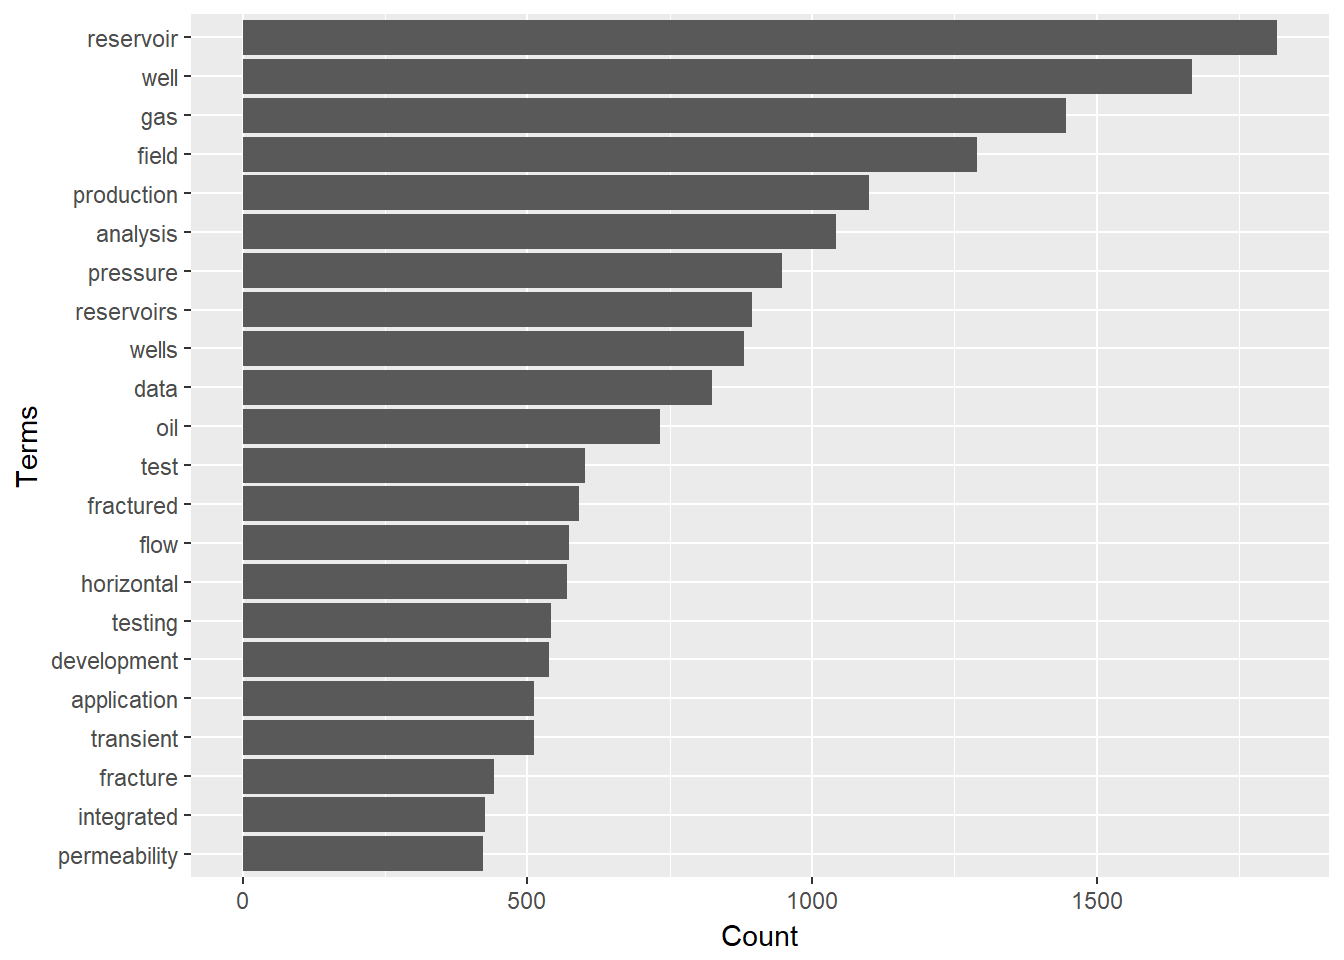 reservoir
well
gas
field
production
analysis
pressure
reservoirs
wells
data
oil
test
fractured
flow
horizontal
testing
development
application
transient
fracture
integrated
permeability
Terms
0 500 1000 1500
Count